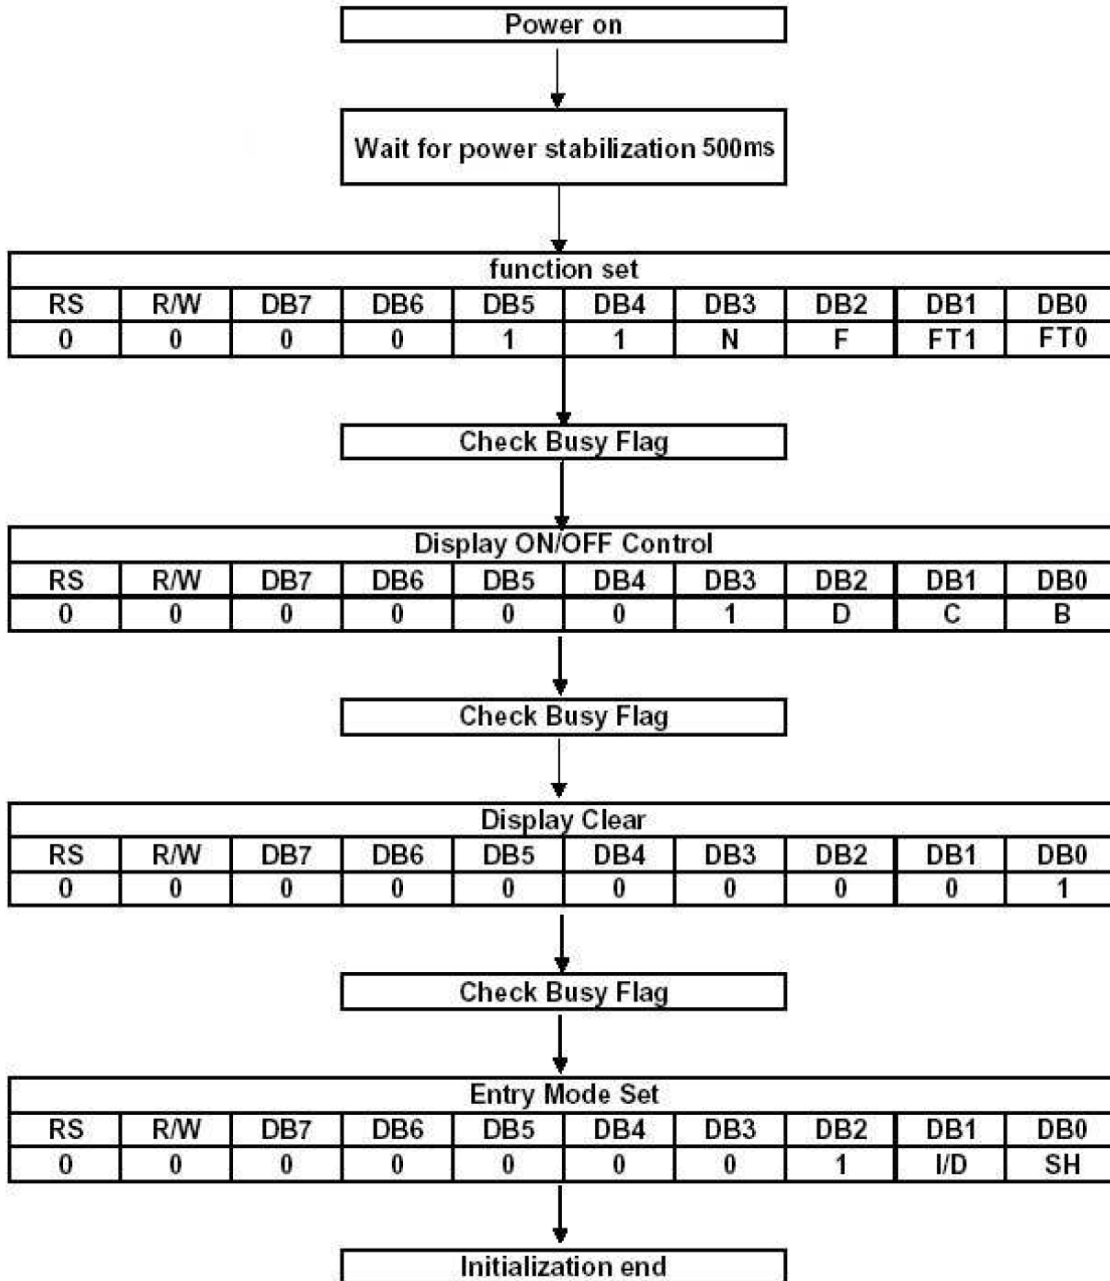 Power on
Wait for power stabilization 500ms
function set
RS R/W DB7 DB6 DB5 DB4 DB3 DB2 DB1 DB0
0 0 0 0 1 1 N F FT1 FT0
Check Busy Flag
Display ON/OFF Control
RS R/W DB7 DB6 DB5 DB4 DB3 DB2 DB1 DB0
0 0 0 0 0 0 1 D C B
Check Busy Flag
Display Clear
RS R/W DB7 DB6 DB5 DB4 DB3 DB2 DB1 DB0
0 0 0 0 0 0 0 0 0 1
Check Busy Flag
Entry Mode Set
RS R/W DB7 DB6 DB5 DB4 DB3 DB2 DB1 DB0
0 0 0 0 0 0 0 1 I/D SH
Initialization end